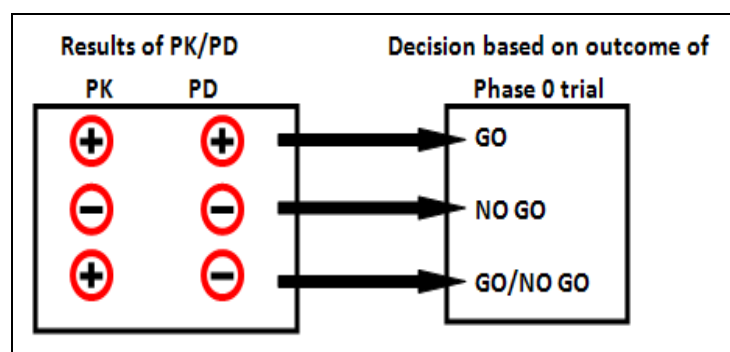 Results of PK/PD
Decision based on outcome of
PK PD
Phase 0 trial
+ + GO
- - NO GO
+ - GO/NO GO